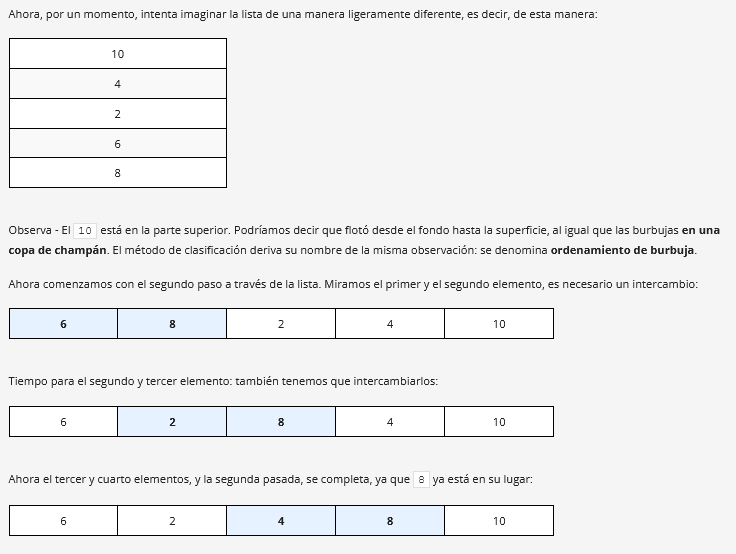 Ahora, por un momento, intenta imaginar la lista de una manera ligeramente diferente, es decir, de esta manera:
10
4
2
6
8
Observa - El 10 está en la parte superior. Podríamos decir que flotó desde el fondo hasta la superficie, al igual que las burbujas en una
copa de champán. El método de clasificación deriva su nombre de la misma observación: se denomina ordenamiento de burbuja.
Ahora comenzamos con el segundo paso a través de la lista. Miramos el primer y el segundo elemento, es necesario un intercambio:
6 8 2 4 10
Tiempo para el segundo y tercer elemento: también tenemos que intercambiarlos:
6 2 8 4 10
Ahora el tercer y cuarto elementos, y la segunda pasada, se completa, ya que 8 ya está en su lugar:
6 2 4 8 10